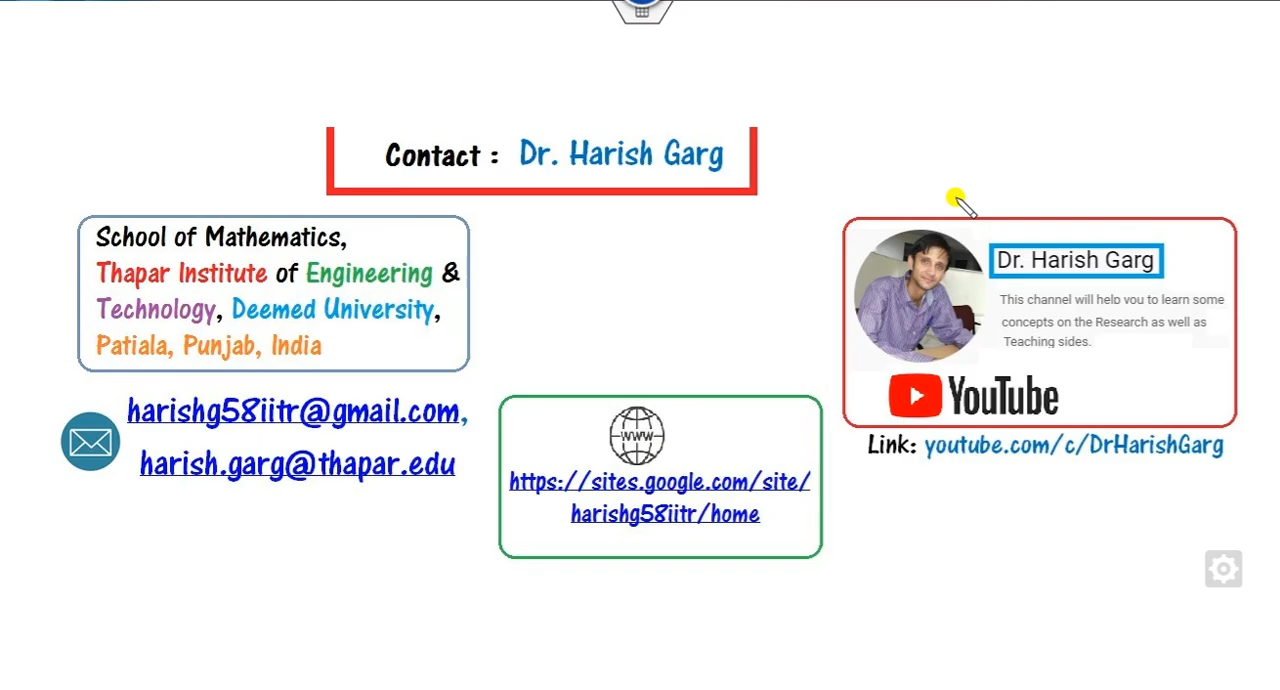 Contact : Dr. Harish Garg
School of Mathematics,
Thapar Institute of Engineering &
Technology, Deemed University,
Patiala, Punjab, India
harishg58iitr@gmail.com,
harish.garg@thapar.edu
WWW
https://sites.google.com/site/
harishg58iitr/home
Dr. Harish Garg
This channel will help you to learn some
concepts on the Research as well as
Teaching sides.
YouTube
Link: youtube.com/c/DrHarishGarg